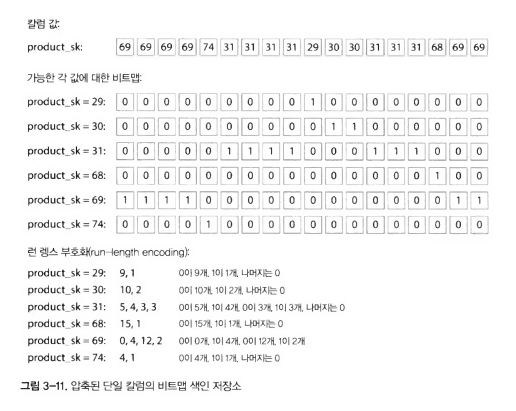 칼럼 값:
product_sk: 69 69 69 69 74 31 31 31 31 29 30 30 31 31 31 68 69 69
가능한 각 값에 대한 비트맵:
product_sk = 29: 0 0 0 0 0 0 0 0 0 1 0 0 0 0 0 0 0 0
product_sk = 30: 0 0 0 0 0 0 0 0 0 0 1 1 0 0 0 0 0 0
product_sk = 31: 0 0 0 0 0 1 1 1 1 0 0 0 1 1 1 0 0 0
product_sk = 68: 0 0 0 0 0 0 0 0 0 0 0 0 0 0 0 1 0 0
product_sk = 69: 1 1 1 1 0 0 0 0 0 0 0 0 0 0 0 0 1 1
product_sk = 74: 0 0 0 0 1 0 0 0 0 0 0 0 0 0 0 0 0 0
런 렝스 부호화(run-length encoding):
product_sk = 29: 9, 1 0이 9개, 1이 1개, 나머지는 0
product_sk = 30: 10, 2 0이 10개, 1이 2개, 나머지는 0
product_sk = 31: 5, 4, 3, 3 0이 5개, 1이 4개, 0이 3개, 1이 3개, 나머지는 0
product_sk = 68: 15, 1 0이 15개, 1이 1개, 나머지는 0
product_sk = 69: 0, 4, 12, 2 0이 0개, 1이 4개, 0이 12개, 1이 2개
product_sk = 74: 4, 1 0이 4개, 1이 1개, 나머지는 0
그림 3-11. 압축된 단일 칼럼의 비트맵 색인 저장소